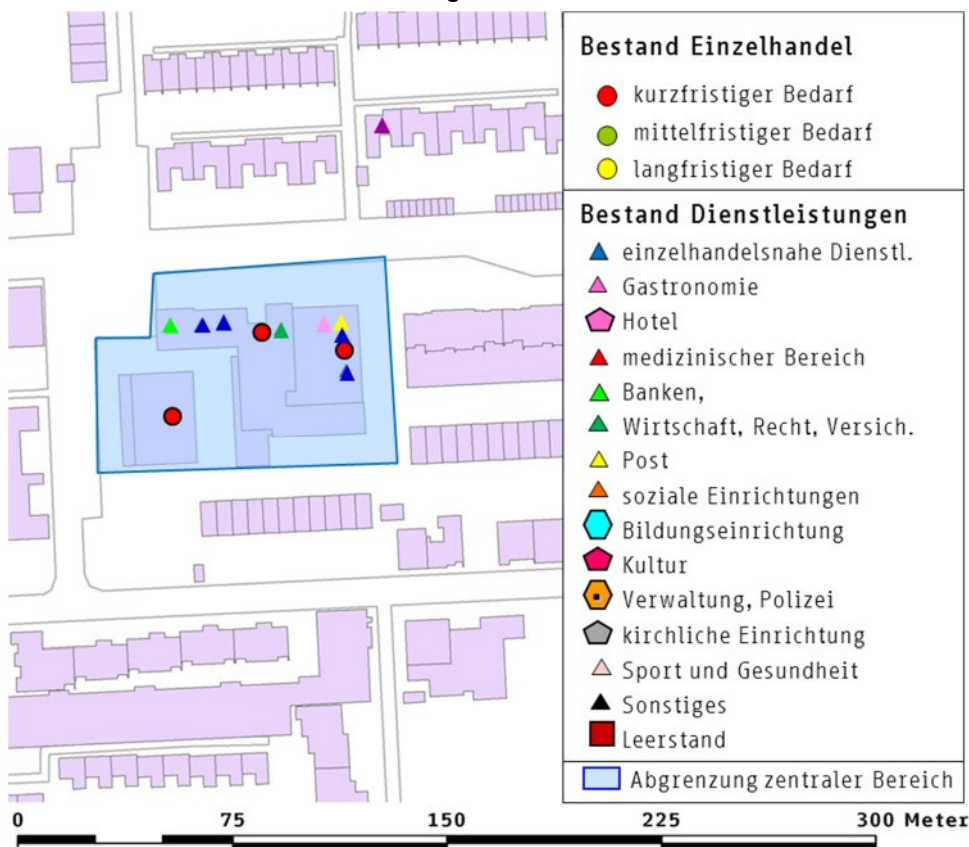 Bestand Einzelhandel
kurzfristiger Bedarf
mittelfristiger Bedarf
langfristiger Bedarf
Bestand Dienstleistungen
einzelhandelsnahe Dienstl.
Gastronomie
Hotel
medizinischer Bereich
Banken,
Wirtschaft, Recht, Versich.
Post
soziale Einrichtungen
Bildungseinrichtung
Kultur
Verwaltung, Polizei
kirchliche Einrichtung
Sport und Gesundheit
Sonstiges
Leerstand
Abgrenzung zentraler Bereich
0 75 150 225 300 Meter